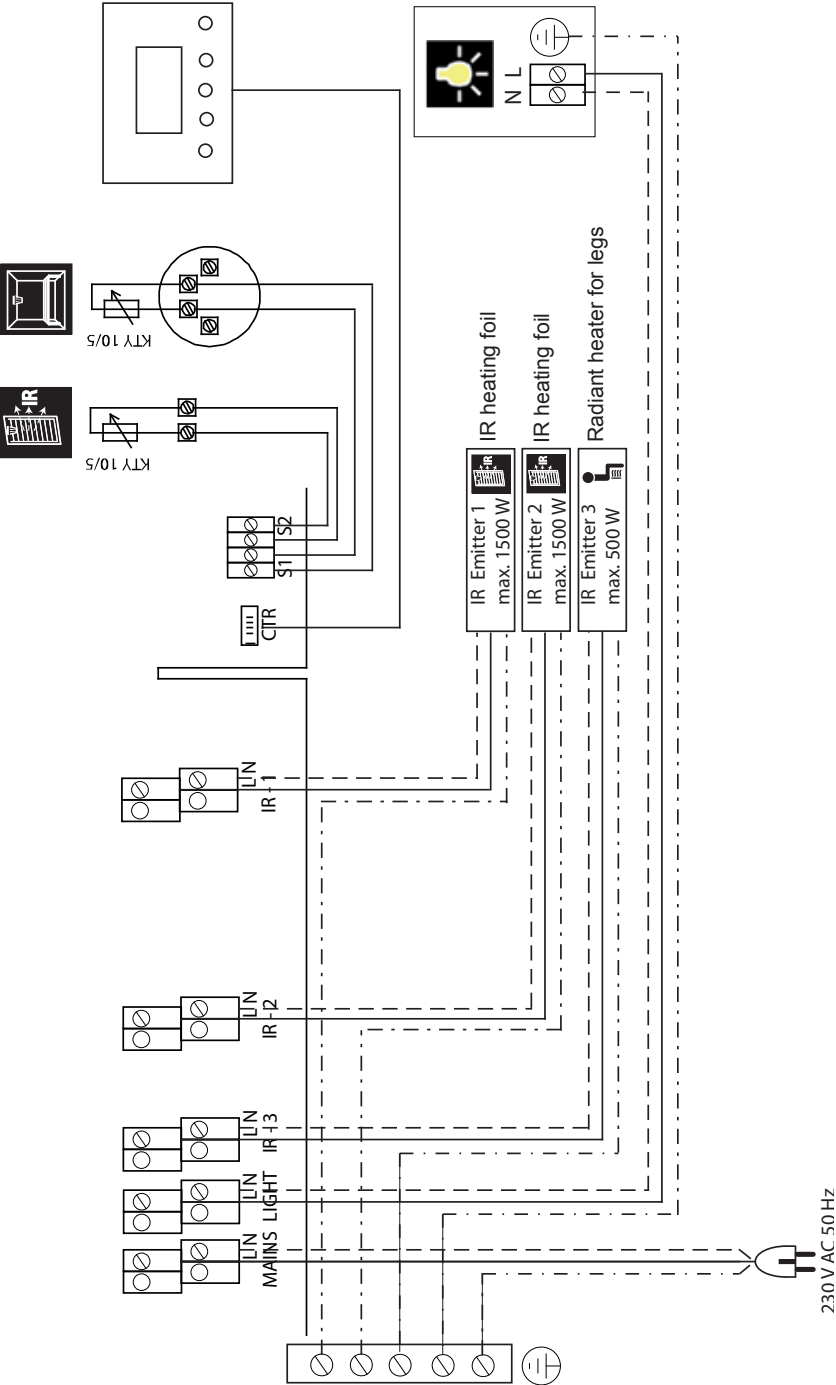 KTY 10/5
KTY 10/5
IR
S1
S2
CTR
N L
IR heating foil
IR heating foil
Radiant heater for legs
IR Emitter 1
max. 1500 W
IR
IR Emitter 2
max. 1500 W
IR
IR Emitter 3
max. 500 W
L N
IR - 1
L N
IR - 2
L N
IR - 3
L N
LIGHT
L N
MAINS
230 V AC 50 Hz